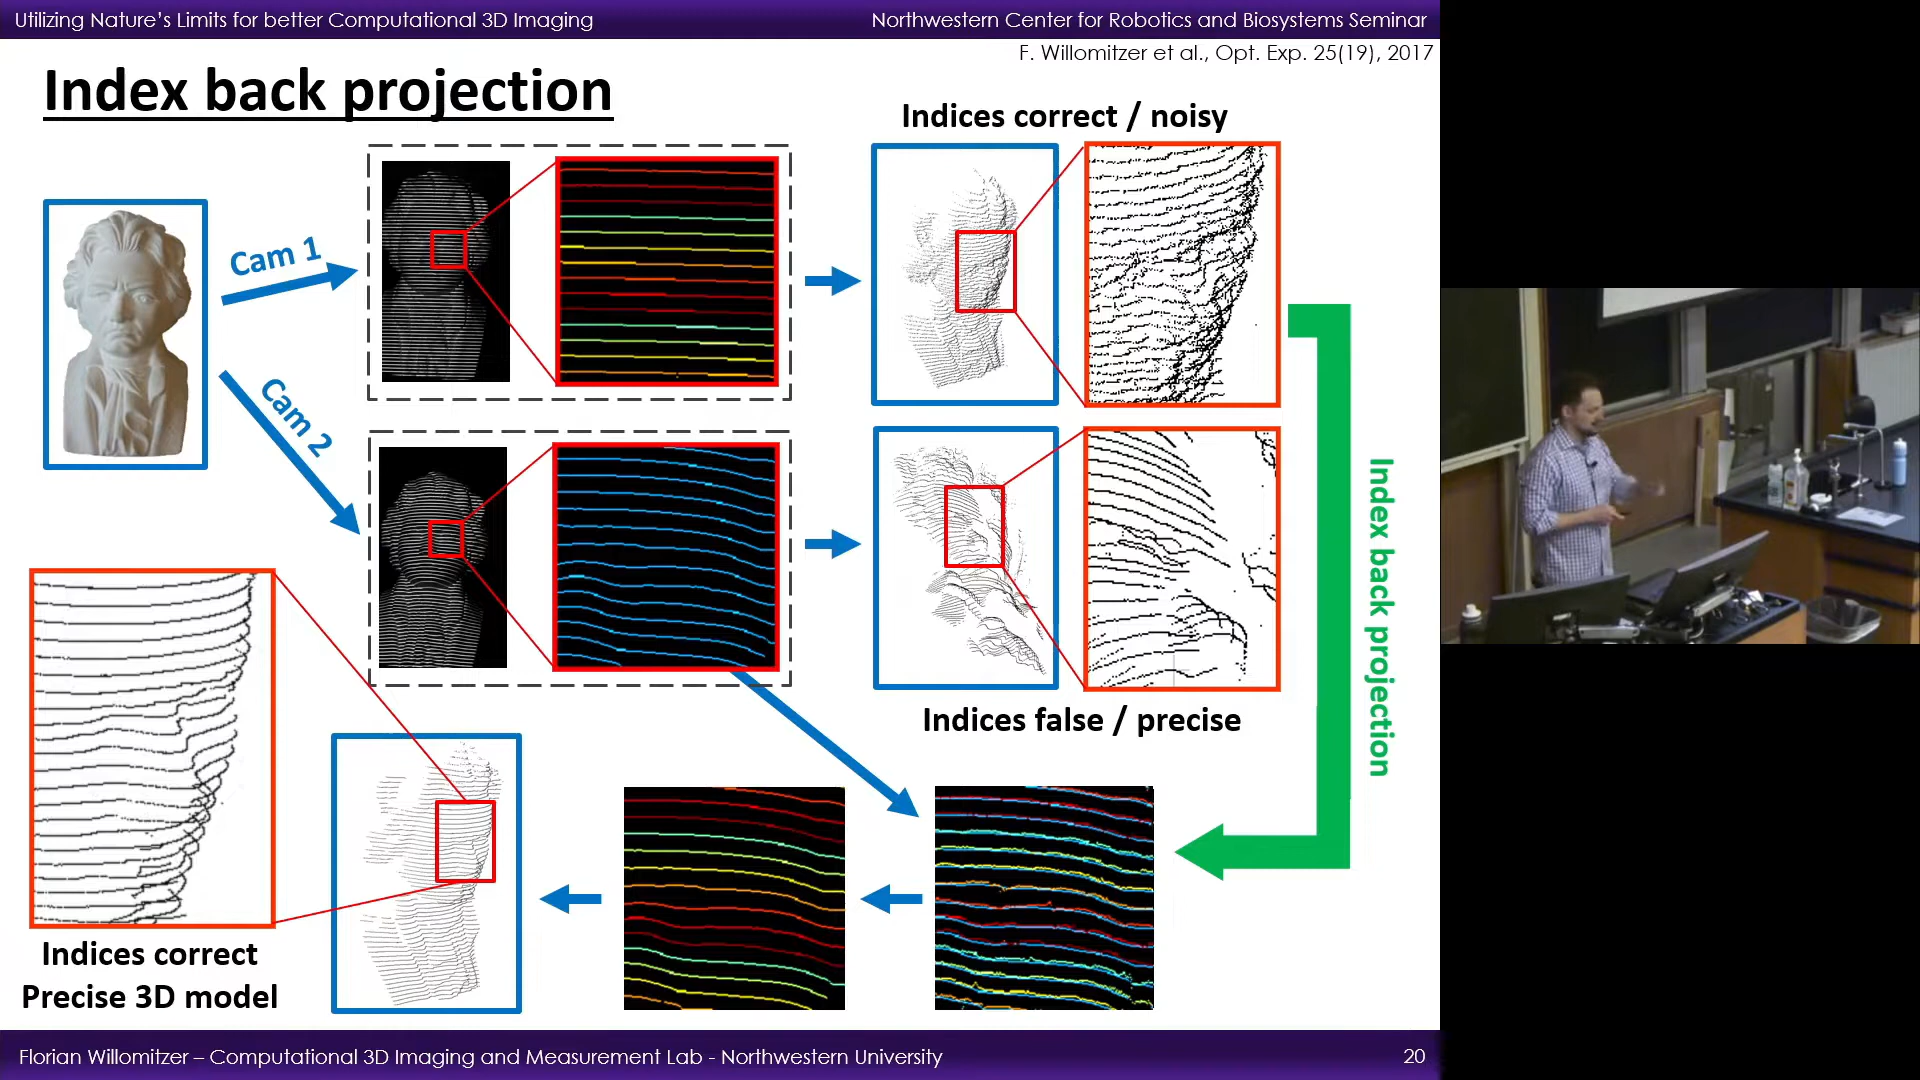 Utilizing Nature's Limits for better Computational 3D Imaging
Northwestern Center for Robotics and Biosystems Seminar
F. Willomitzer et al., Opt. Exp. 25(19), 2017
Index back projection
Indices correct / noisy
Cam 1
Cam 2
Index back projection
Indices false / precise
Indices correct
Precise 3D model
Florian Willomitzer – Computational 3D Imaging and Measurement Lab - Northwestern University
20